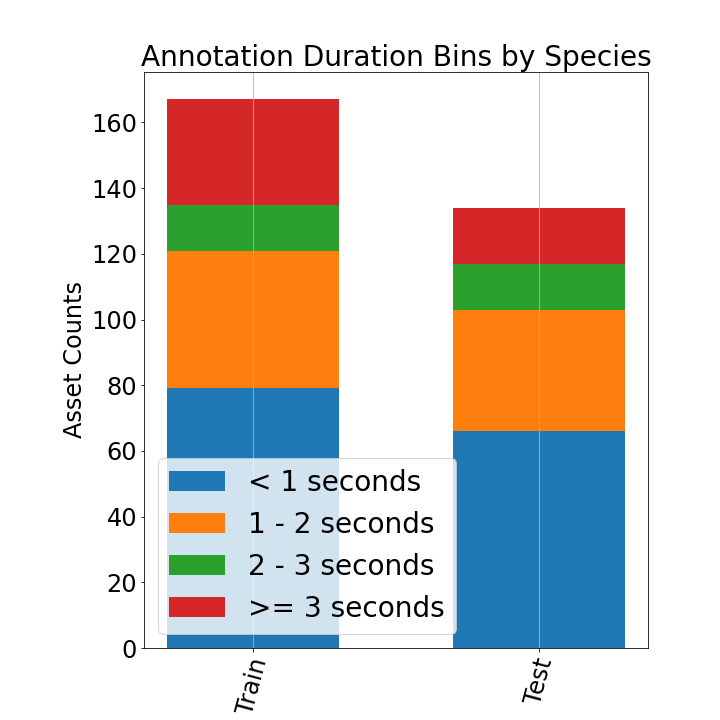 Annotation Duration Bins by Species
Asset Counts
160
140
120
100
80
60
40
20
0
< 1 seconds
1 - 2 seconds
2 - 3 seconds
>= 3 seconds
Train
Test